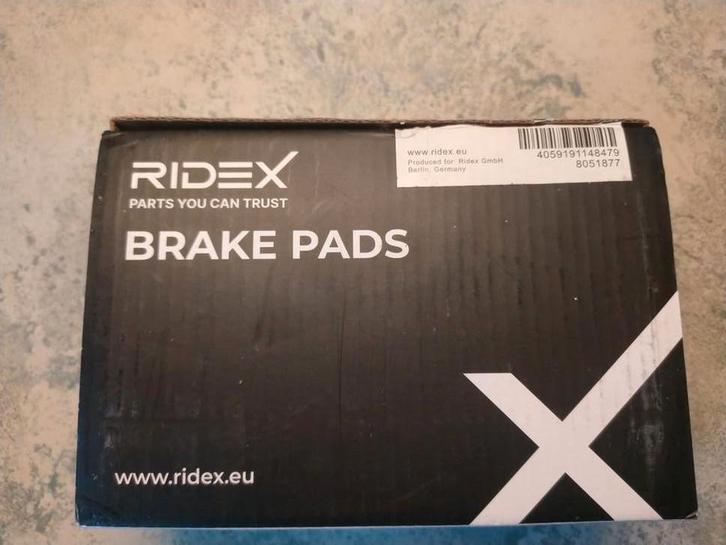 RIDEX
PARTS YOU CAN TRUST
BRAKE PADS
www.ridex.eu
Produced for: Ridex GmbH
Berlin, Germany
4059191148479
8051877
www.ridex.eu